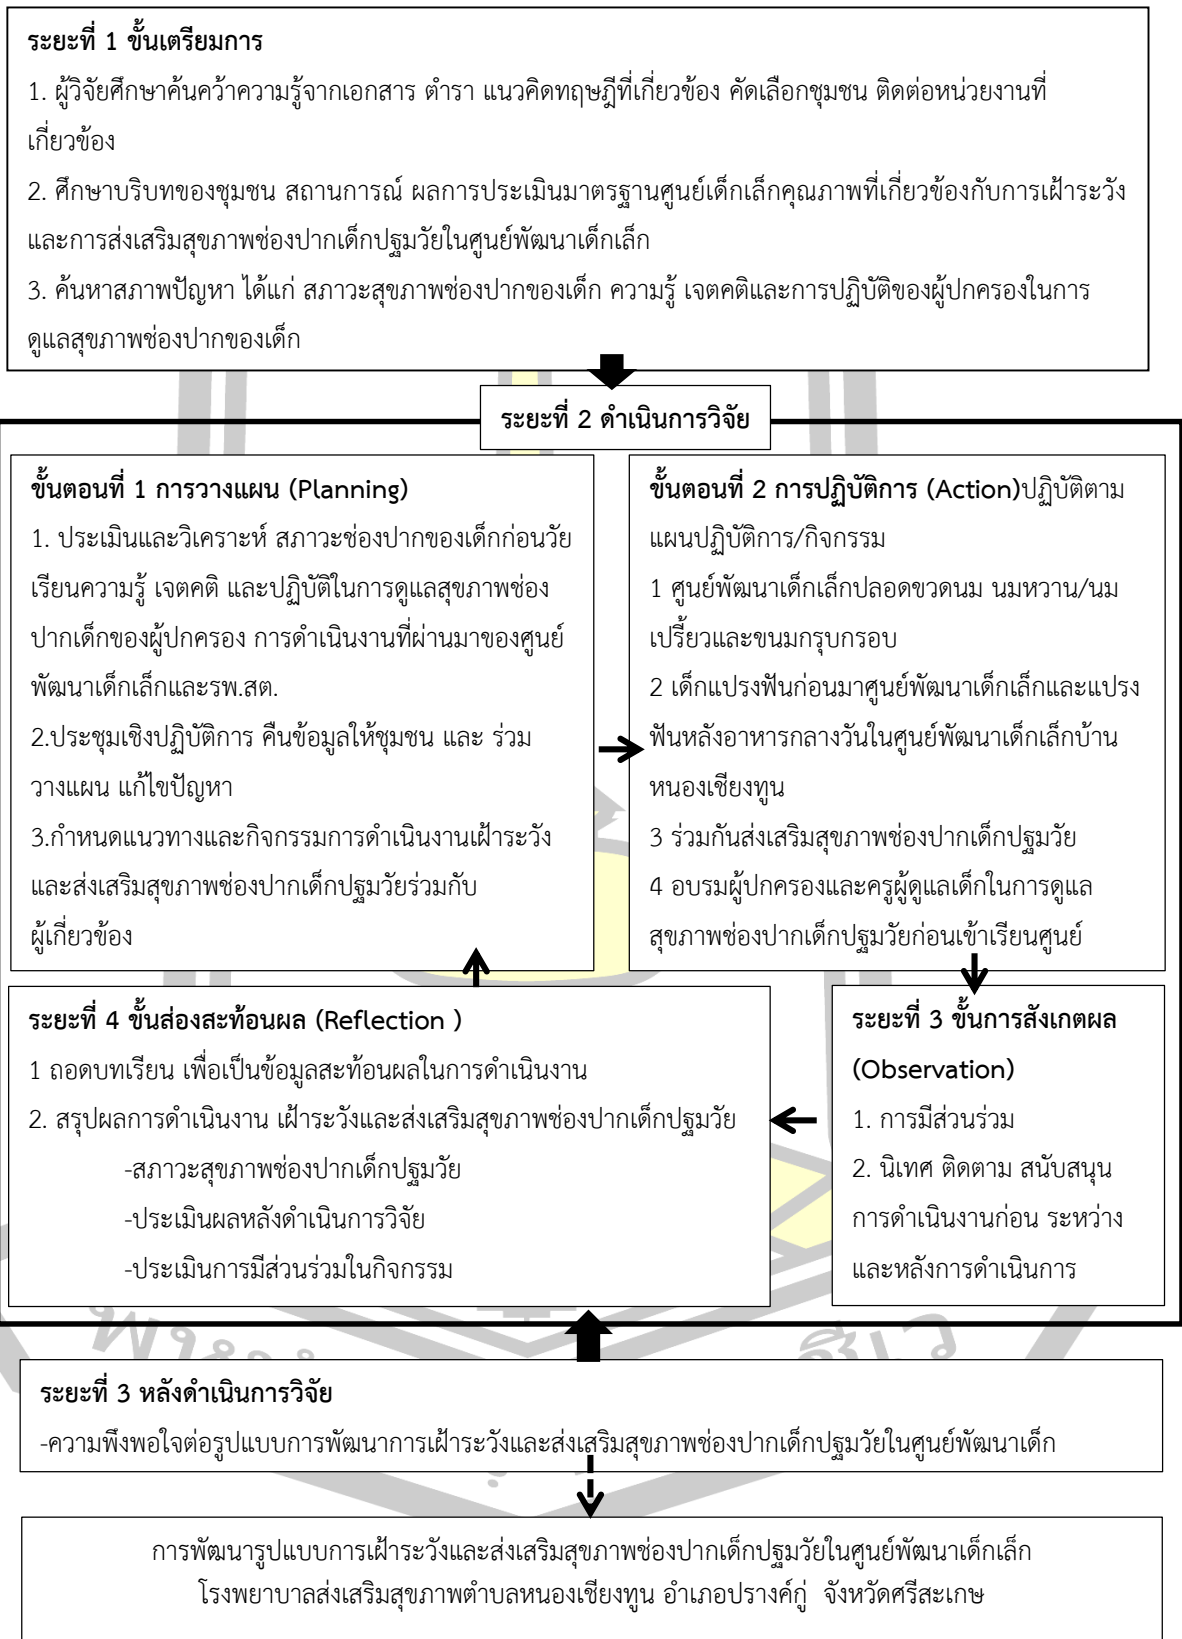 ระยะที่ 1 ขั้นเตรียมการ
1. ผู้วิจัยศึกษาค้นคว้าความรู้จากเอกสาร ตำรา แนวคิดทฤษฎีที่เกี่ยวข้อง คัดเลือกชุมชน ติดต่อหน่วยงานที่
เกี่ยวข้อง
2. ศึกษาบริบทของชุมชน สถานการณ์ ผลการประเมินมาตรฐานศูนย์เด็กเล็กคุณภาพที่เกี่ยวข้องกับการเฝ้าระวัง
และการส่งเสริมสุขภาพช่องปากเด็กปฐมวัยในศูนย์พัฒนาเด็กเล็ก
3. ค้นหาสภาพปัญหา ได้แก่ สภาวะสุขภาพช่องปากของเด็ก ความรู้ เจตคติและการปฏิบัติของผู้ปกครองในการ
ดูแลสุขภาพช่องปากของเด็ก
ระยะที่ 2 ดำเนินการวิจัย
ขั้นตอนที่ 1 การวางแผน (Planning)
1. ประเมินและวิเคราะห์ สภาวะช่องปากของเด็กก่อนวัย
เรียนความรู้ เจตคติ และปฏิบัติในการดูแลสุขภาพช่อง
ปากเด็กของผู้ปกครอง การดำเนินงานที่ผ่านมาของศูนย์
พัฒนาเด็กเล็กและรพ.สต.
2.ประชุมเชิงปฏิบัติการ คืนข้อมูลให้ชุมชน และ ร่วม
วางแผน แก้ไขปัญหา
3.กำหนดแนวทางและกิจกรรมการดำเนินงานเฝ้าระวัง
และส่งเสริมสุขภาพช่องปากเด็กปฐมวัยร่วมกับ
ผู้เกี่ยวข้อง
ขั้นตอนที่ 2 การปฏิบัติการ (Action)ปฏิบัติตาม
แผนปฏิบัติการ/กิจกรรม
1 ศูนย์พัฒนาเด็กเล็กปลอดขวดนม นมหวาน/นม
เปรี้ยวและขนมกรุบกรอบ
2 เด็กแปรงฟันก่อนมาศูนย์พัฒนาเด็กเล็กและแปรง
ฟันหลังอาหารกลางวันในศูนย์พัฒนาเด็กเล็กบ้าน
หนองเชียงทูน
3 ร่วมกันส่งเสริมสุขภาพช่องปากเด็กปฐมวัย
4 อบรมผู้ปกครองและครูผู้ดูแลเด็กในการดูแล
สุขภาพช่องปากเด็กปฐมวัยก่อนเข้าเรียนศูนย์
ระยะที่ 4 ขั้นส่องสะท้อนผล (Reflection )
1 ถอดบทเรียน เพื่อเป็นข้อมูลสะท้อนผลในการดำเนินงาน
2. สรุปผลการดำเนินงาน เฝ้าระวังและส่งเสริมสุขภาพช่องปากเด็กปฐมวัย
-สภาวะสุขภาพช่องปากเด็กปฐมวัย
-ประเมินผลหลังดำเนินการวิจัย
-ประเมินการมีส่วนร่วมในกิจกรรม
ระยะที่ 3 ขั้นการสังเกตผล
(Observation)
1. การมีส่วนร่วม
2. นิเทศ ติดตาม สนับสนุน
การดำเนินงานก่อน ระหว่าง
และหลังการดำเนินการ
ระยะที่ 3 หลังดำเนินการวิจัย
-ความพึงพอใจต่อรูปแบบการพัฒนาการเฝ้าระวังและส่งเสริมสุขภาพช่องปากเด็กปฐมวัยในศูนย์พัฒนาเด็ก
การพัฒนารูปแบบการเฝ้าระวังและส่งเสริมสุขภาพช่องปากเด็กปฐมวัยในศูนย์พัฒนาเด็กเล็ก
โรงพยาบาลส่งเสริมสุขภาพตำบลหนองเชียงทูน อำเภอปรางค์กู่ จังหวัดศรีสะเกษ